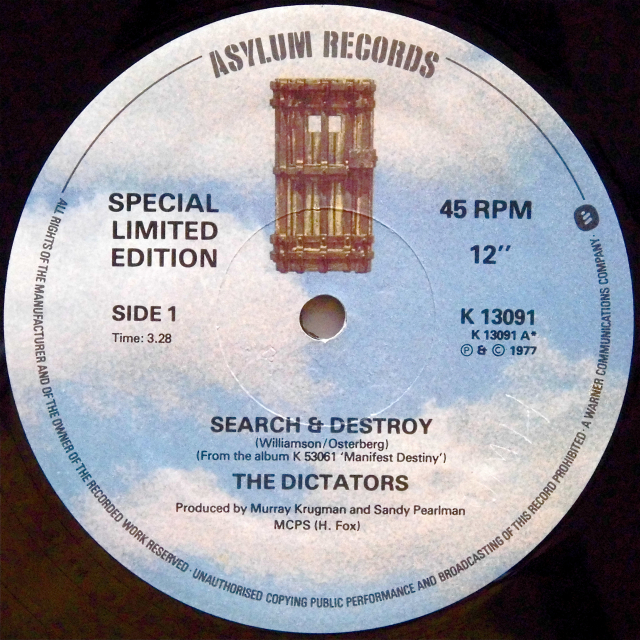 ASYLUM RECORDS
SPECIAL
LIMITED
EDITION
45 RPM
12"
SIDE 1
Time: 3.28
K 13091
K 13091 A*
Ⓟ & © 1977
SEARCH & DESTROY
(Williamson/Osterberg)
(From the album K 53061 'Manifest Destiny')
THE DICTATORS
Produced by Murray Krugman and Sandy Pearlman
MCPS (H. Fox)
ALL RIGHTS OF THE MANUFACTURER AND OF THE OWNER OF THE RECORDED WORK RESERVED · UNAUTHORISED COPYING PUBLIC PERFORMANCE AND BROADCASTING OF THIS RECORD PROHIBITED · A WARNER COMMUNICATIONS COMPANY ·